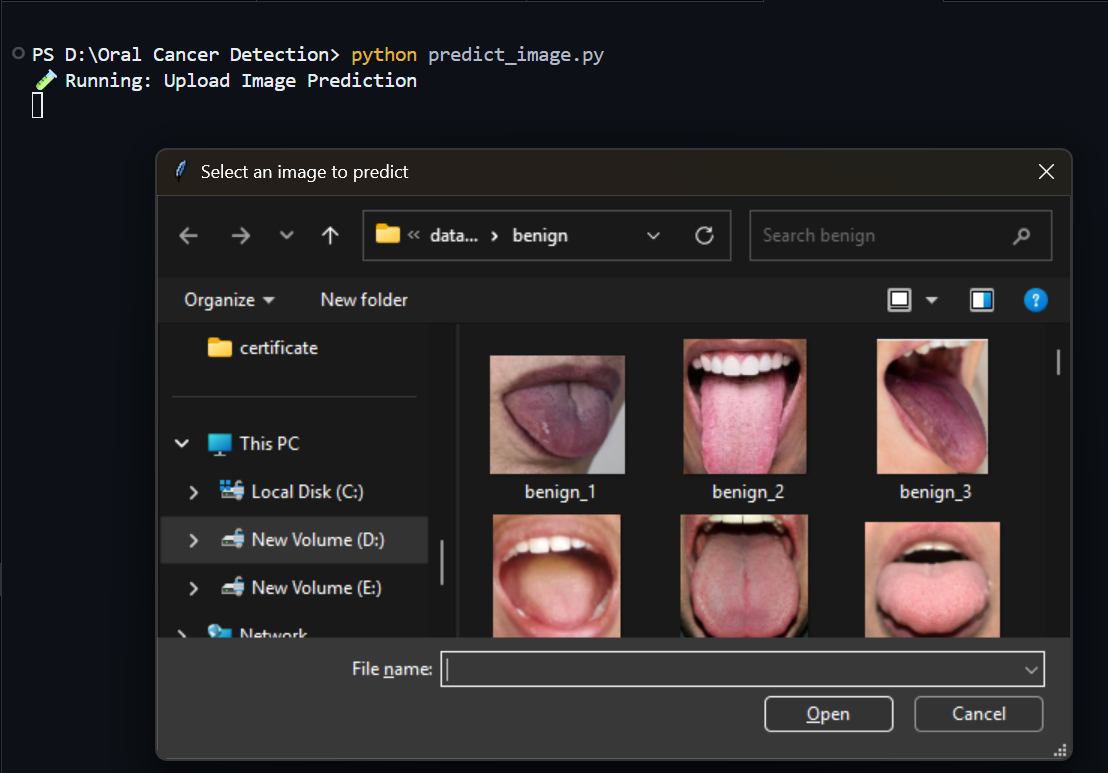 PS D:\Oral Cancer Detection> python predict_image.py
Running: Upload Image Prediction
Select an image to predict
« data... › benign
Search benign
Organize
New folder
certificate
This PC
Local Disk (C:)
New Volume (D:)
New Volume (E:)
Network
benign_1
benign_2
benign_3
File name:
Open
Cancel